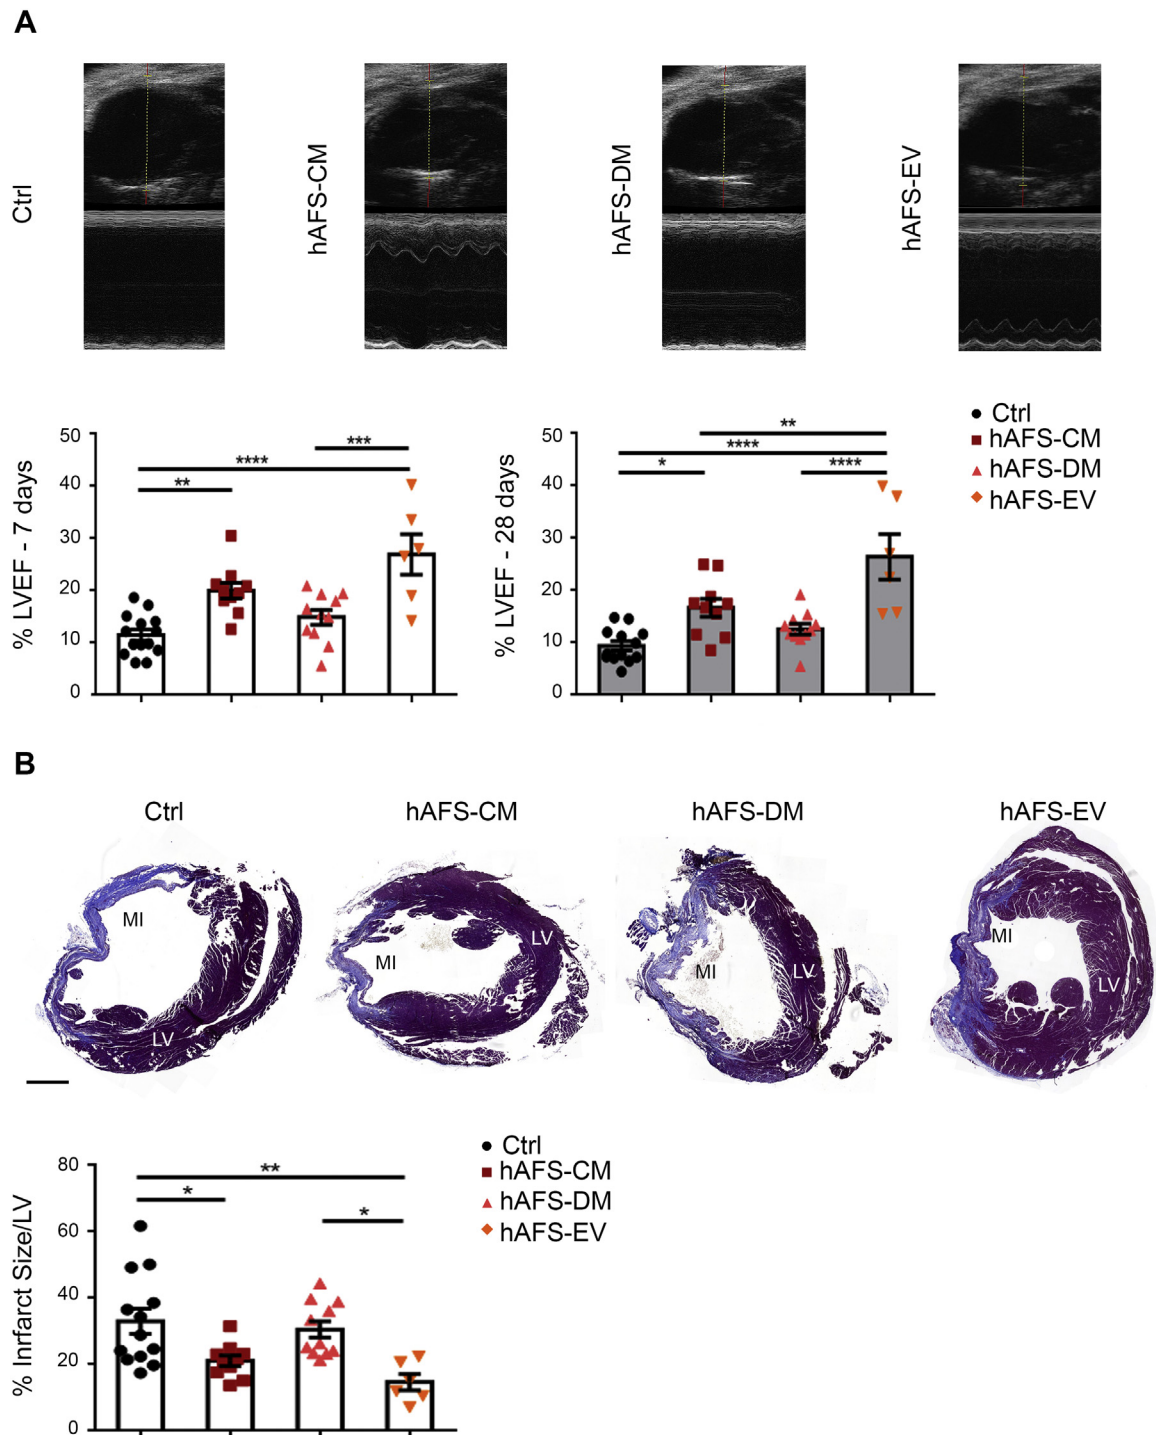 A
Ctrl
hAFS-CM
hAFS-DM
hAFS-EV
% LVEF - 7 days
50
40
30
20
10
0
**
****
***
% LVEF - 28 days
50
40
30
20
10
0
*
****
**
****
Ctrl
hAFS-CM
hAFS-DM
hAFS-EV
B
Ctrl
hAFS-CM
hAFS-DM
hAFS-EV
MI
LV
MI
LV
MI
LV
MI
LV
% Inrfarct Size/LV
80
60
40
20
0
**
*
*
Ctrl
hAFS-CM
hAFS-DM
hAFS-EV